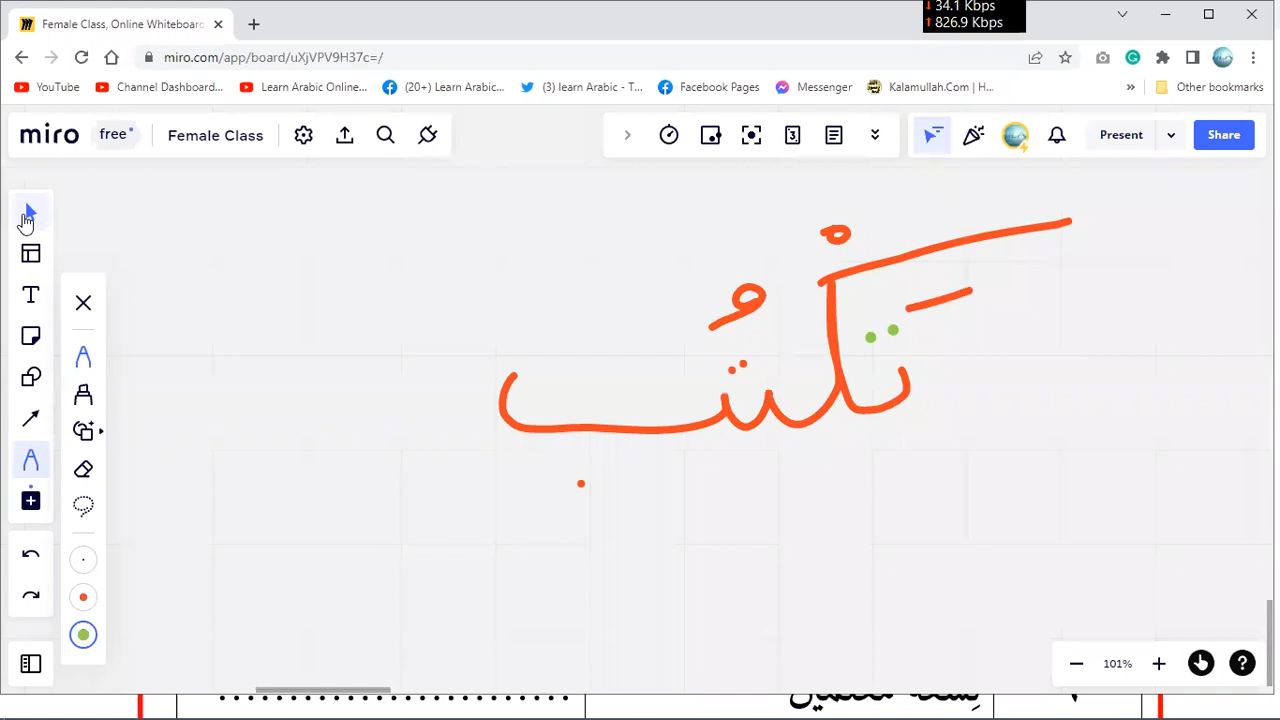 ↓ 34.1 Kbps
↑ 826.9 Kbps
Female Class, Online Whiteboard
miro.com/app/board/uXjVPV9H37c=/
YouTube Channel Dashboard... Learn Arabic Online... (20+) Learn Arabic... (3) learn Arabic - T... Facebook Pages Messenger Kalamullah.Com | H... » Other bookmarks
miro free Female Class Present Share
تَكْتُب
101%